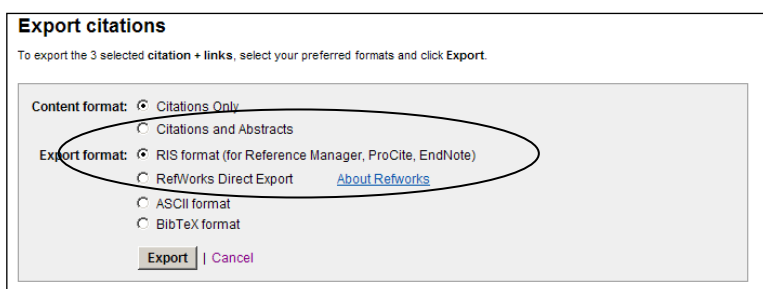 Export citations
To export the 3 selected citation + links, select your preferred formats and click Export.
Content format: Citations Only
Citations and Abstracts
Export format: RIS format (for Reference Manager, ProCite, EndNote)
RefWorks Direct Export About Refworks
ASCII format
BibTeX format
Export | Cancel